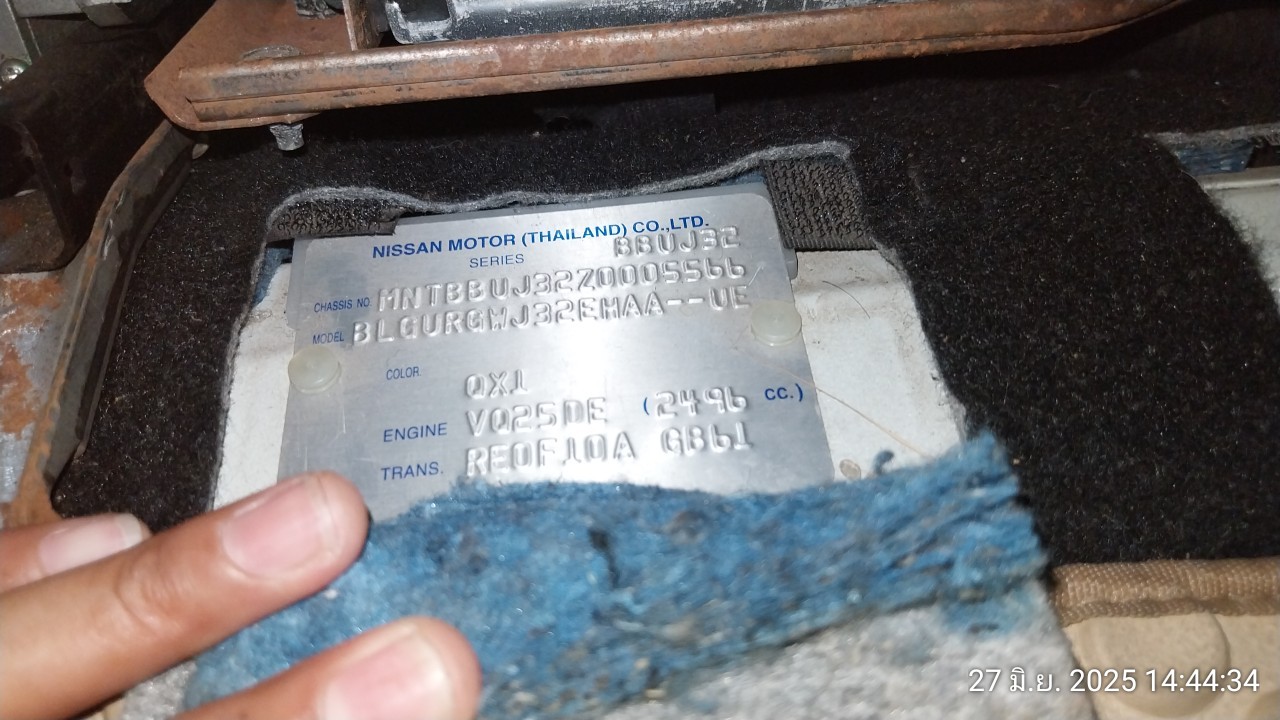 NISSAN MOTOR (THAILAND) CO.,LTD.
SERIES BBUJ32
CHASSIS NO. MNTBBUJ32Z0005566
MODEL BLGURGWJ32EHAA--UE
COLOR QX1
ENGINE VQ25DE (2496 CC.)
TRANS. RE0F10A GB61
27 มิ.ย. 2025 14:44:34